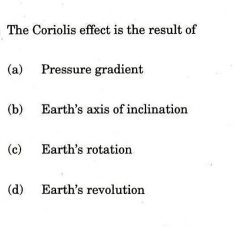 The Coriolis effect is the result of
(a) Pressure gradient
(b) Earth's axis of inclination
(c) Earth's rotation
(d) Earth's revolution